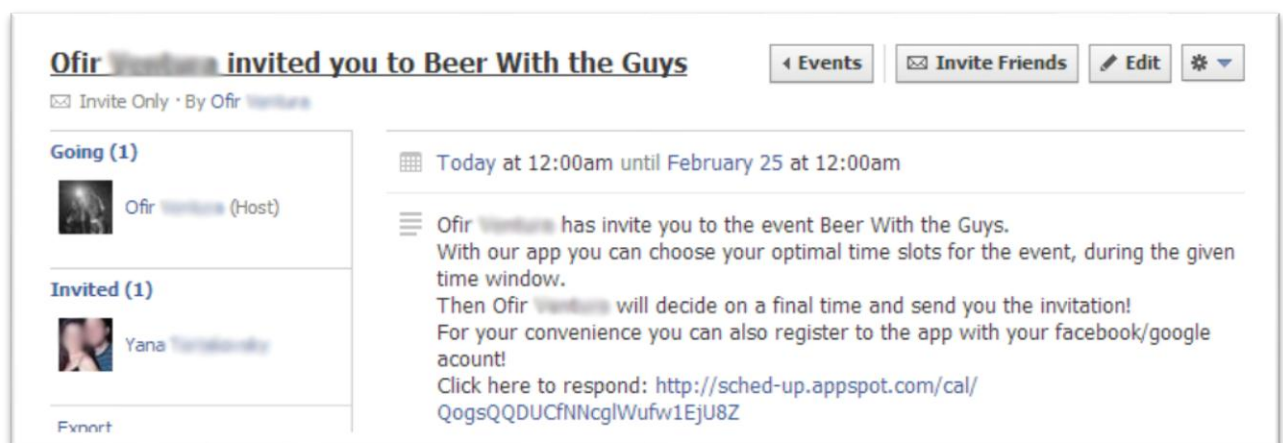 Ofir invited you to Beer With the Guys
Events
Invite Friends
Edit
Invite Only · By Ofir
Going (1)
Ofir (Host)
Invited (1)
Yana
Export
Today at 12:00am until February 25 at 12:00am
Ofir has invite you to the event Beer With the Guys.
With our app you can choose your optimal time slots for the event, during the given
time window.
Then Ofir will decide on a final time and send you the invitation!
For your convenience you can also register to the app with your facebook/google
acount!
Click here to respond: http://sched-up.appspot.com/cal/
QogsQQDUCfNNcglWufw1EjU8Z